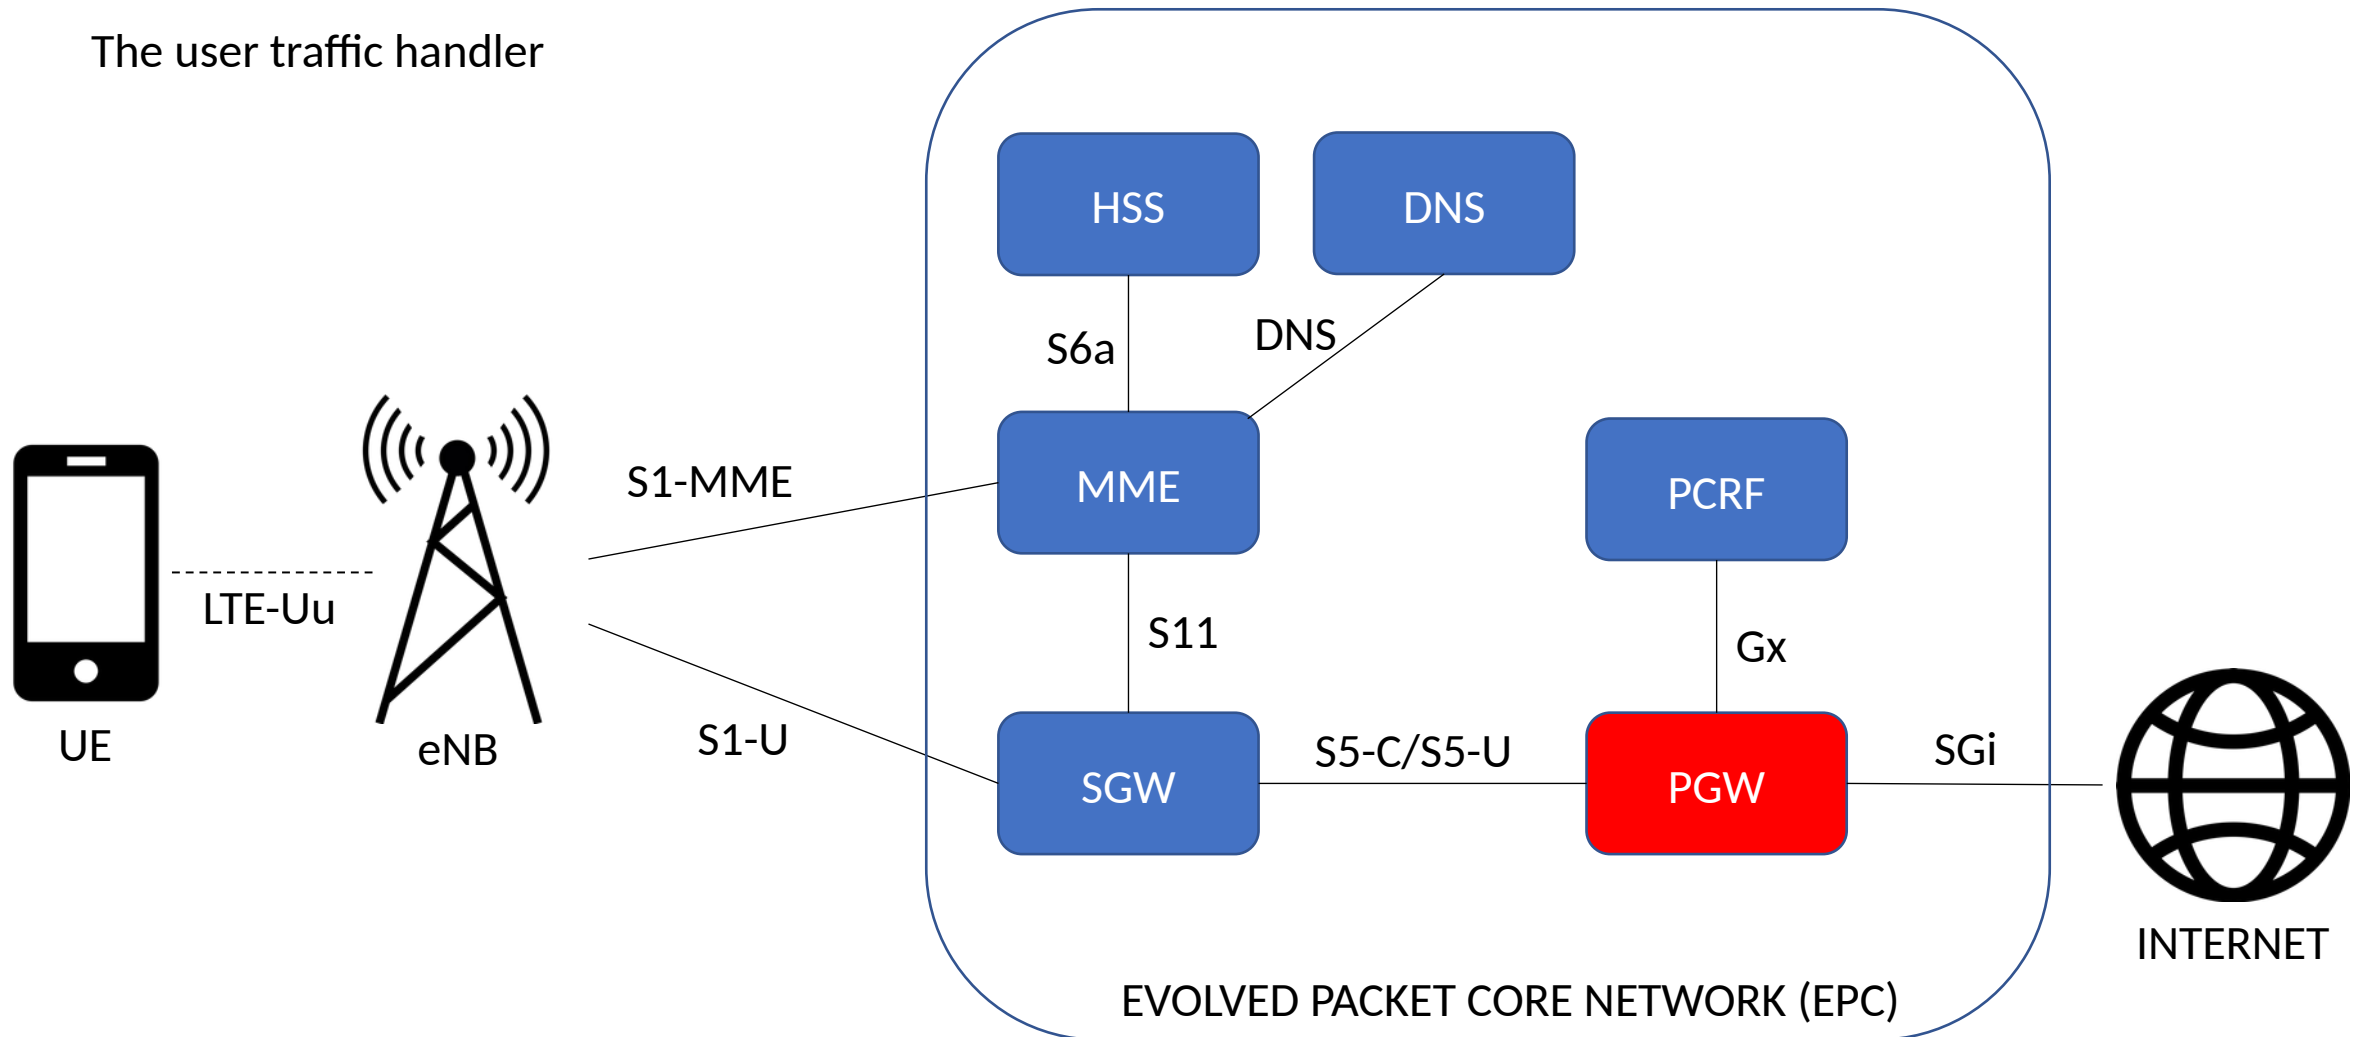 The user traffic handler
HSS
DNS
S6a
DNS
S1-MME
MME
PCRF
LTE-Uu
S11
Gx
UE
eNB
S1-U
SGW
S5-C/S5-U
PGW
SGi
INTERNET
EVOLVED PACKET CORE NETWORK (EPC)